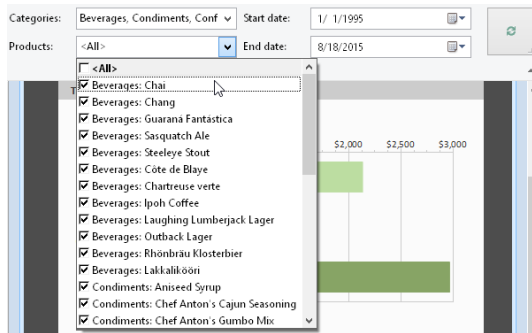 Categories: Beverages, Condiments, Conf Start date: 1/ 1/1995
Products: <All> End date: 8/18/2015
<All>
Beverages: Chai
Beverages: Chang
Beverages: Guaraná Fantástica
Beverages: Sasquatch Ale
Beverages: Steeleye Stout
Beverages: Côte de Blaye
Beverages: Chartreuse verte
Beverages: Ipoh Coffee
Beverages: Laughing Lumberjack Lager
Beverages: Outback Lager
Beverages: Rhönbräu Klosterbier
Beverages: Lakkalikööri
Condiments: Aniseed Syrup
Condiments: Chef Anton's Cajun Seasoning
Condiments: Chef Anton's Gumbo Mix
T
$2,000 $2,500 $3,000